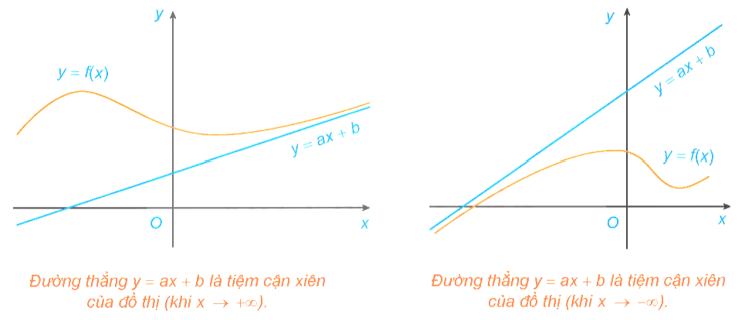 y
y = f(x)
y = ax + b
O
x
Đường thẳng y = ax + b là tiệm cận xiên
của đồ thị (khi x → +∞).
y
y = ax + b
y = f(x)
O
x
Đường thẳng y = ax + b là tiệm cận xiên
của đồ thị (khi x → −∞).